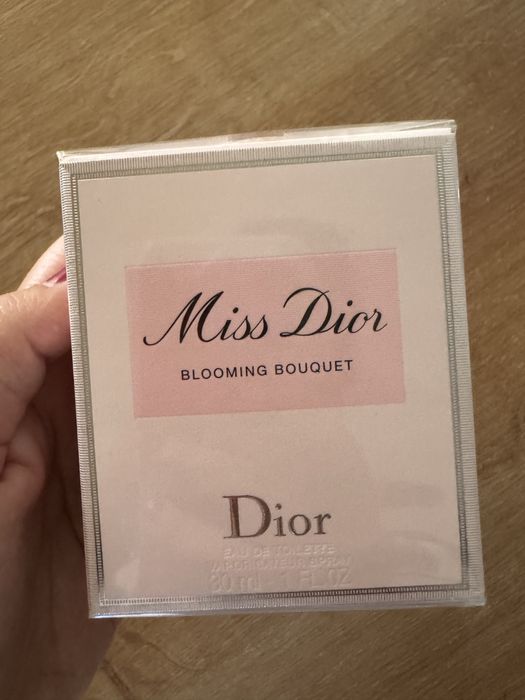 Miss Dior
BLOOMING BOUQUET
Dior
EAU DE TOILETTE
VAPORISATEUR SPRAY
30 ml - 1 FL.OZ